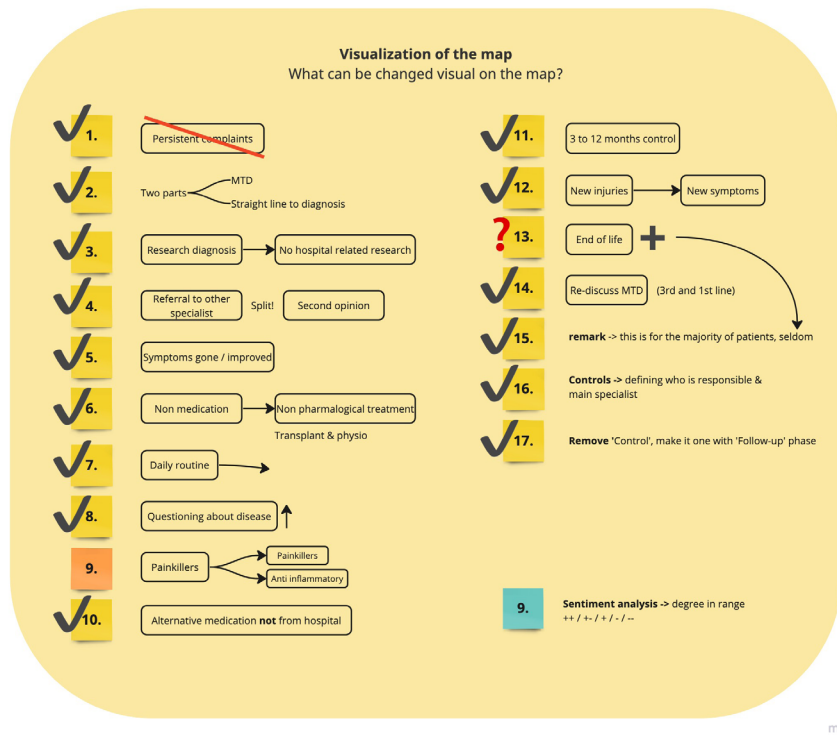 Visualization of the map
What can be changed visual on the map?
1.
Persistent complaints
2.
Two parts
MTD
Straight line to diagnosis
3.
Research diagnosis
No hospital related research
4.
Referral to other
specialist
Split!
Second opinion
5.
Symptoms gone / improved
6.
Non medication
Non pharmalogical treatment
Transplant & physio
7.
Daily routine
8.
Questioning about disease
9.
Painkillers
Painkillers
Anti inflammatory
10.
Alternative medication not from hospital
11.
3 to 12 months control
12.
New injuries
New symptoms
?
13.
End of life
+
14.
Re-discuss MTD
(3rd and 1st line)
15.
remark -> this is for the majority of patients, seldom
16.
Controls -> defining who is responsible &
main specialist
17.
Remove 'Control', make it one with 'Follow-up' phase
9.
Sentiment analysis -> degree in range
++ / +- / + / - / --